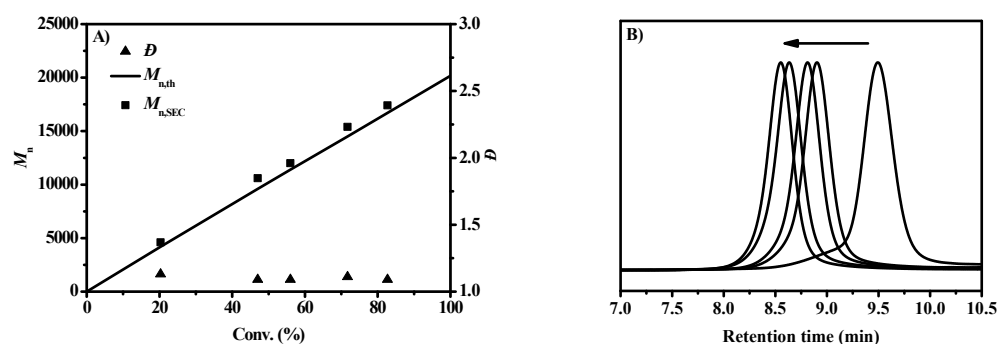 A)
Đ
Mn,th
Mn,SEC
25000
20000
15000
10000
5000
0
Mn
3.0
2.5
2.0
1.5
1.0
Đ
0 20 40 60 80 100
Conv. (%)
B)
7.0 7.5 8.0 8.5 9.0 9.5 10.0 10.5
Retention time (min)